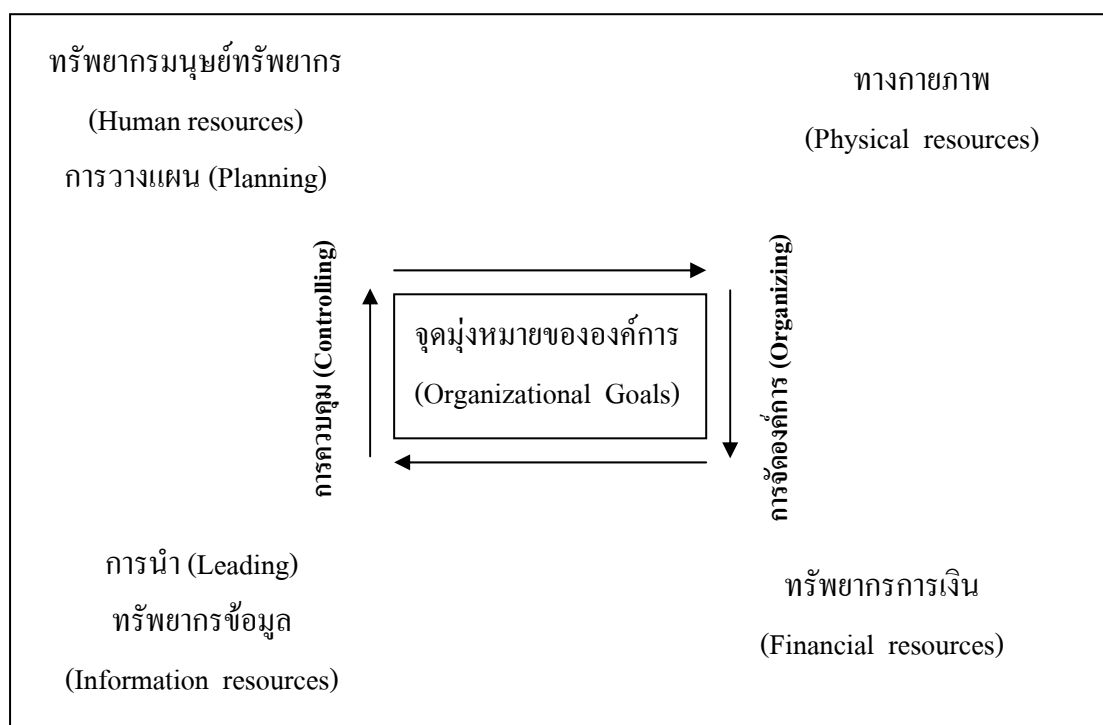 ทรัพยากรมนุษย์ทรัพยากร
(Human resources)
การวางแผน (Planning)
ทางกายภาพ
(Physical resources)
การควบคุม (Controlling)
จุดมุ่งหมายขององค์การ
(Organizational Goals)
การจัดองค์การ (Organizing)
การนำ (Leading)
ทรัพยากรข้อมูล
(Information resources)
ทรัพยากรการเงิน
(Financial resources)